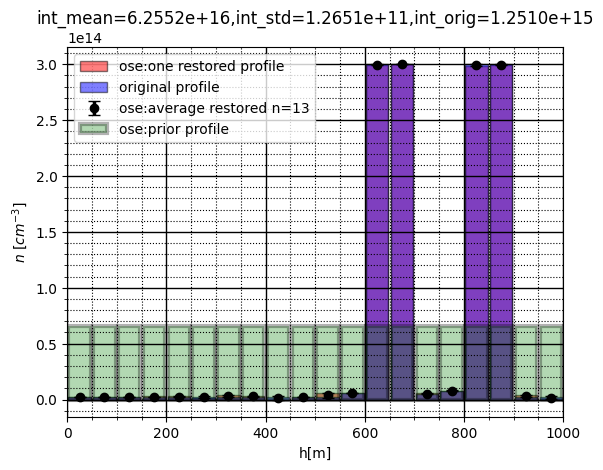 int_mean=6.2552e+16,int_std=1.2651e+11,int_orig=1.2510e+15
1e14
ose:one restored profile
original profile
ose:average restored n=13
ose:prior profile
3.0
2.5
2.0
1.5
1.0
0.5
0.0
n [cm⁻³]
0 200 400 600 800 1000
h[m]